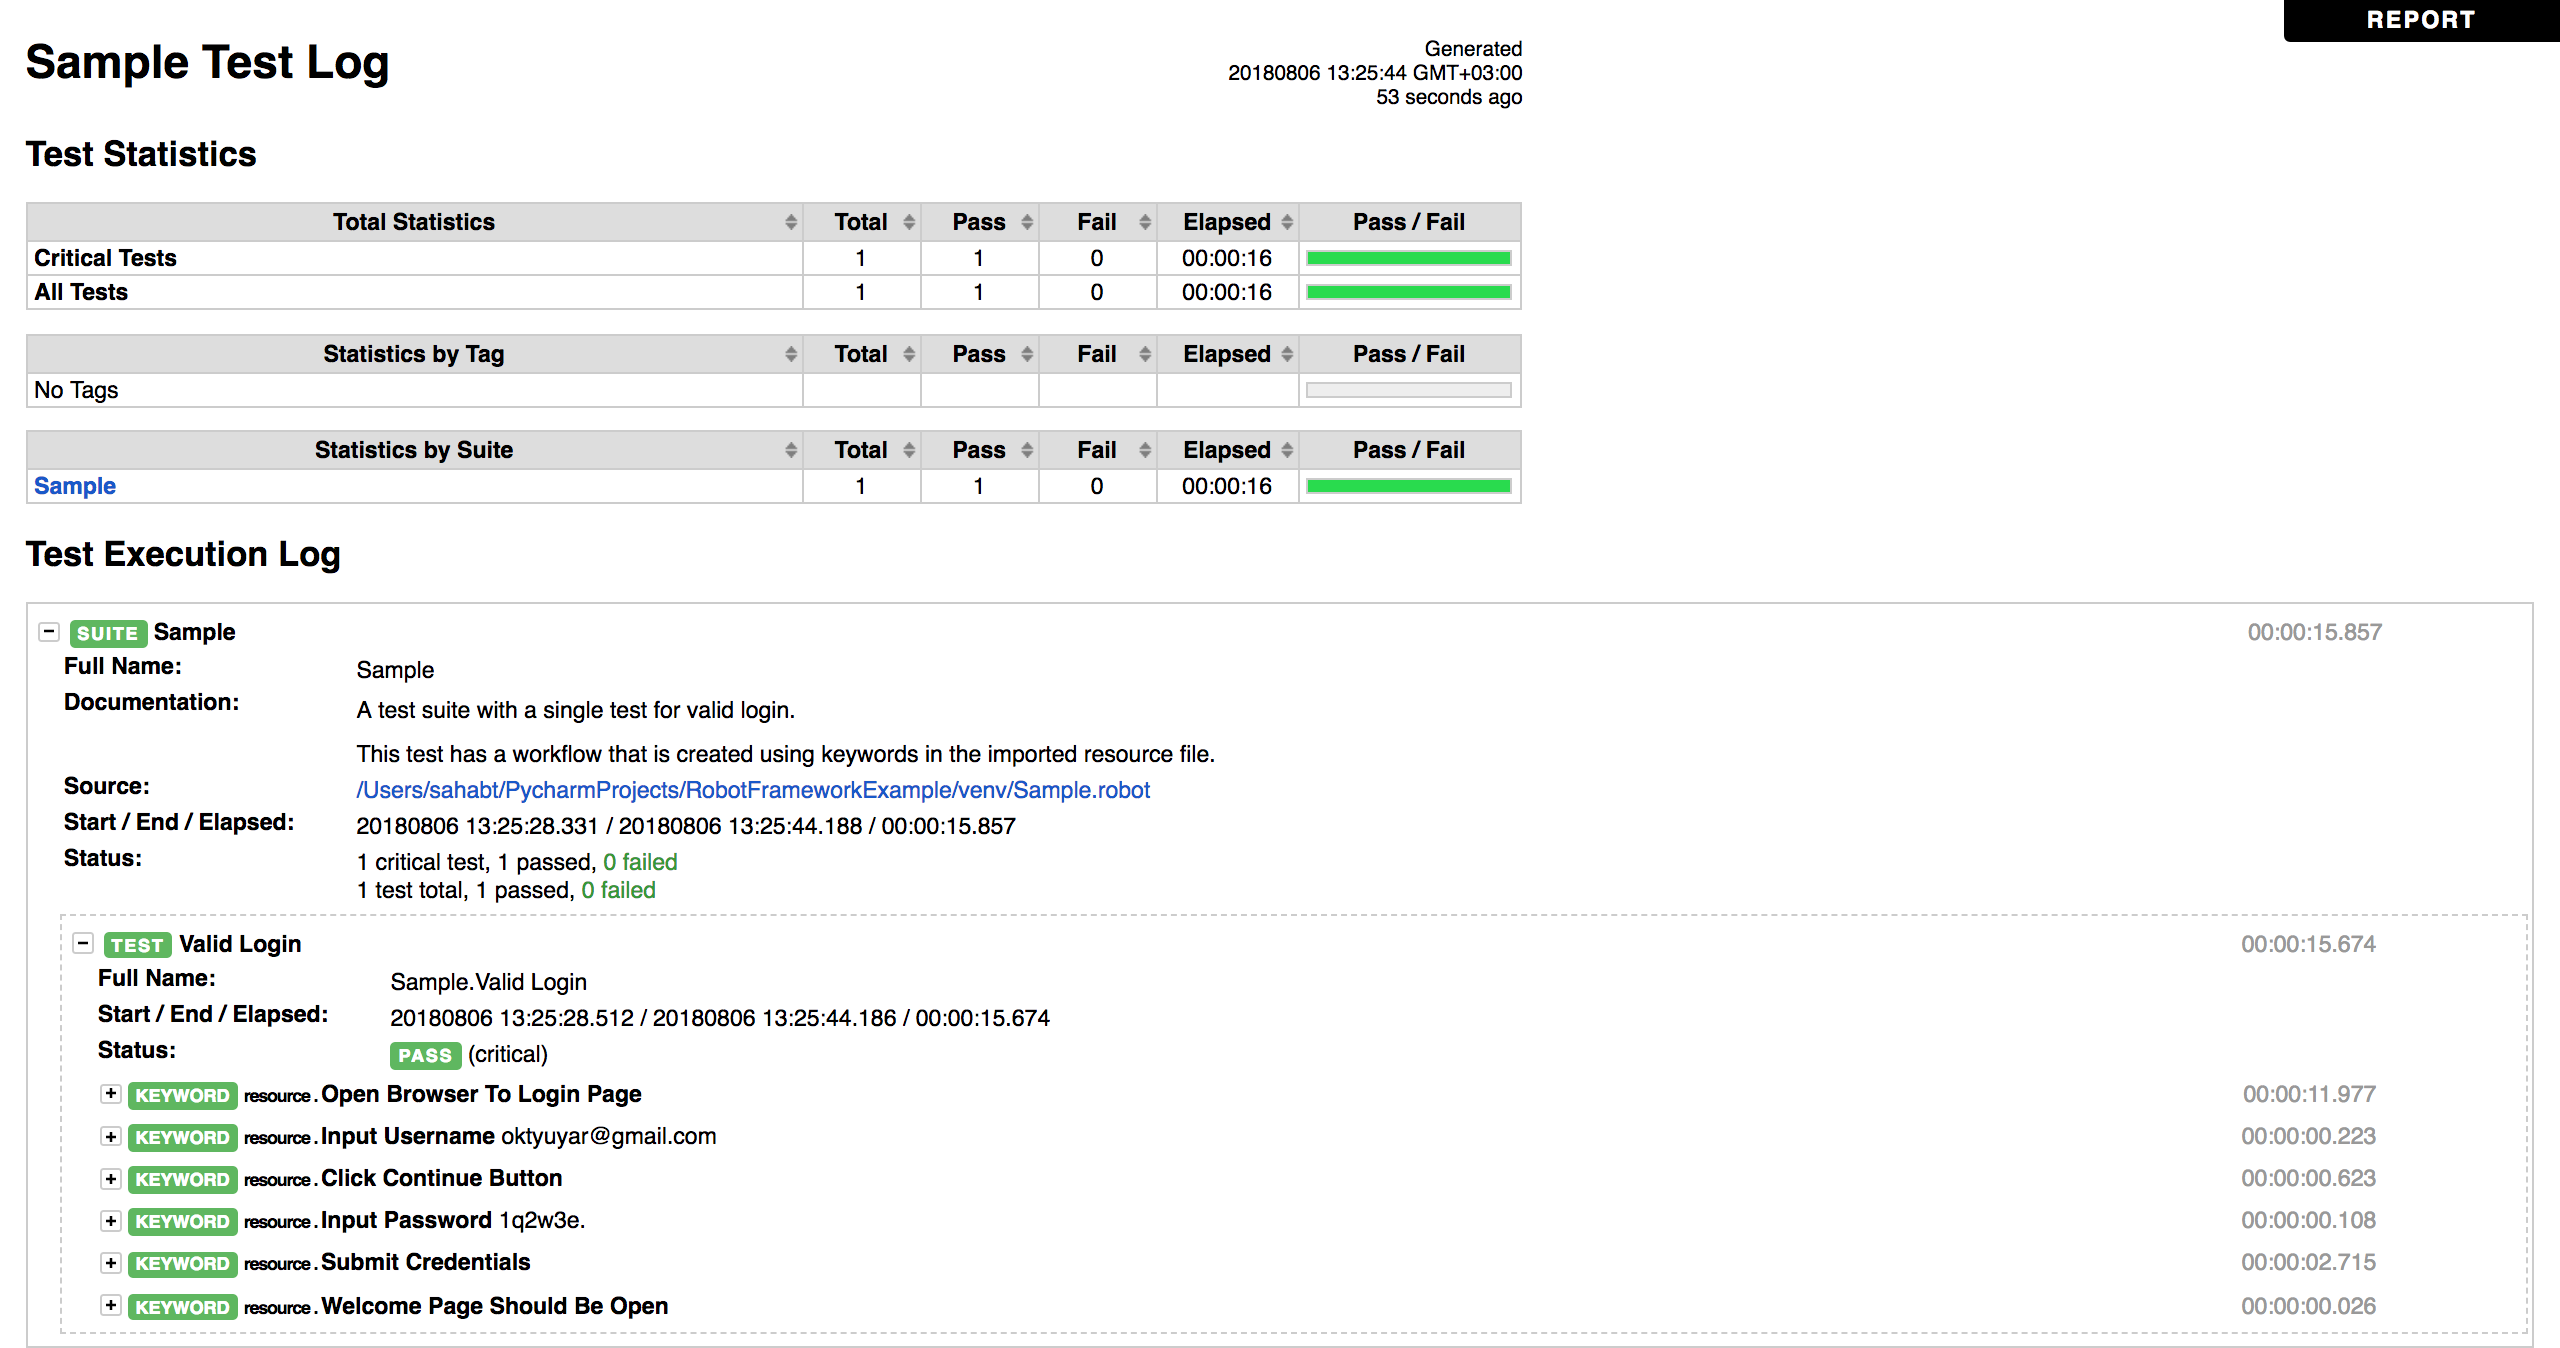 REPORT
Sample Test Log
Generated
20180806 13:25:44 GMT+03:00
53 seconds ago
Test Statistics
Total Statistics Total Pass Fail Elapsed Pass / Fail
Critical Tests 1 1 0 00:00:16
All Tests 1 1 0 00:00:16
Statistics by Tag Total Pass Fail Elapsed Pass / Fail
No Tags
Statistics by Suite Total Pass Fail Elapsed Pass / Fail
Sample 1 1 0 00:00:16
Test Execution Log
− SUITE Sample 00:00:15.857
Full Name: Sample
Documentation: A test suite with a single test for valid login.
This test has a workflow that is created using keywords in the imported resource file.
Source: /Users/sahabt/PycharmProjects/RobotFrameworkExample/venv/Sample.robot
Start / End / Elapsed: 20180806 13:25:28.331 / 20180806 13:25:44.188 / 00:00:15.857
Status: 1 critical test, 1 passed, 0 failed
1 test total, 1 passed, 0 failed
− TEST Valid Login 00:00:15.674
Full Name: Sample.Valid Login
Start / End / Elapsed: 20180806 13:25:28.512 / 20180806 13:25:44.186 / 00:00:15.674
Status: PASS (critical)
+ KEYWORD resource.Open Browser To Login Page 00:00:11.977
+ KEYWORD resource.Input Username oktyuyar@gmail.com 00:00:00.223
+ KEYWORD resource.Click Continue Button 00:00:00.623
+ KEYWORD resource.Input Password 1q2w3e. 00:00:00.108
+ KEYWORD resource.Submit Credentials 00:00:02.715
+ KEYWORD resource.Welcome Page Should Be Open 00:00:00.026